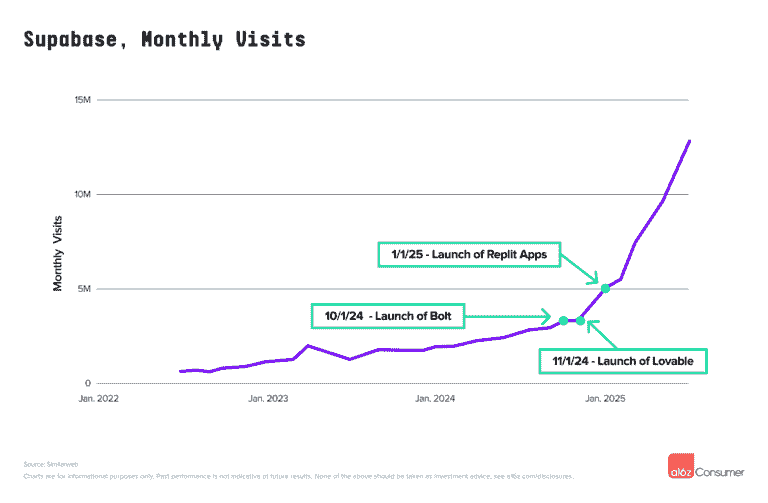 Supabase, Monthly Visits
15M
10M
1/1/25 - Launch of Replit Apps
Monthly Visits
5M
10/1/24 - Launch of Bolt
11/1/24 - Launch of Lovable
0
Jan. 2022
Jan. 2023
Jan. 2024
Jan. 2025
Source: Similarweb
Charts are for informational purposes only. Past performance is not indicative of future results. None of the above should be taken as investment advice; see a16z.com/disclosures.
a16z Consumer